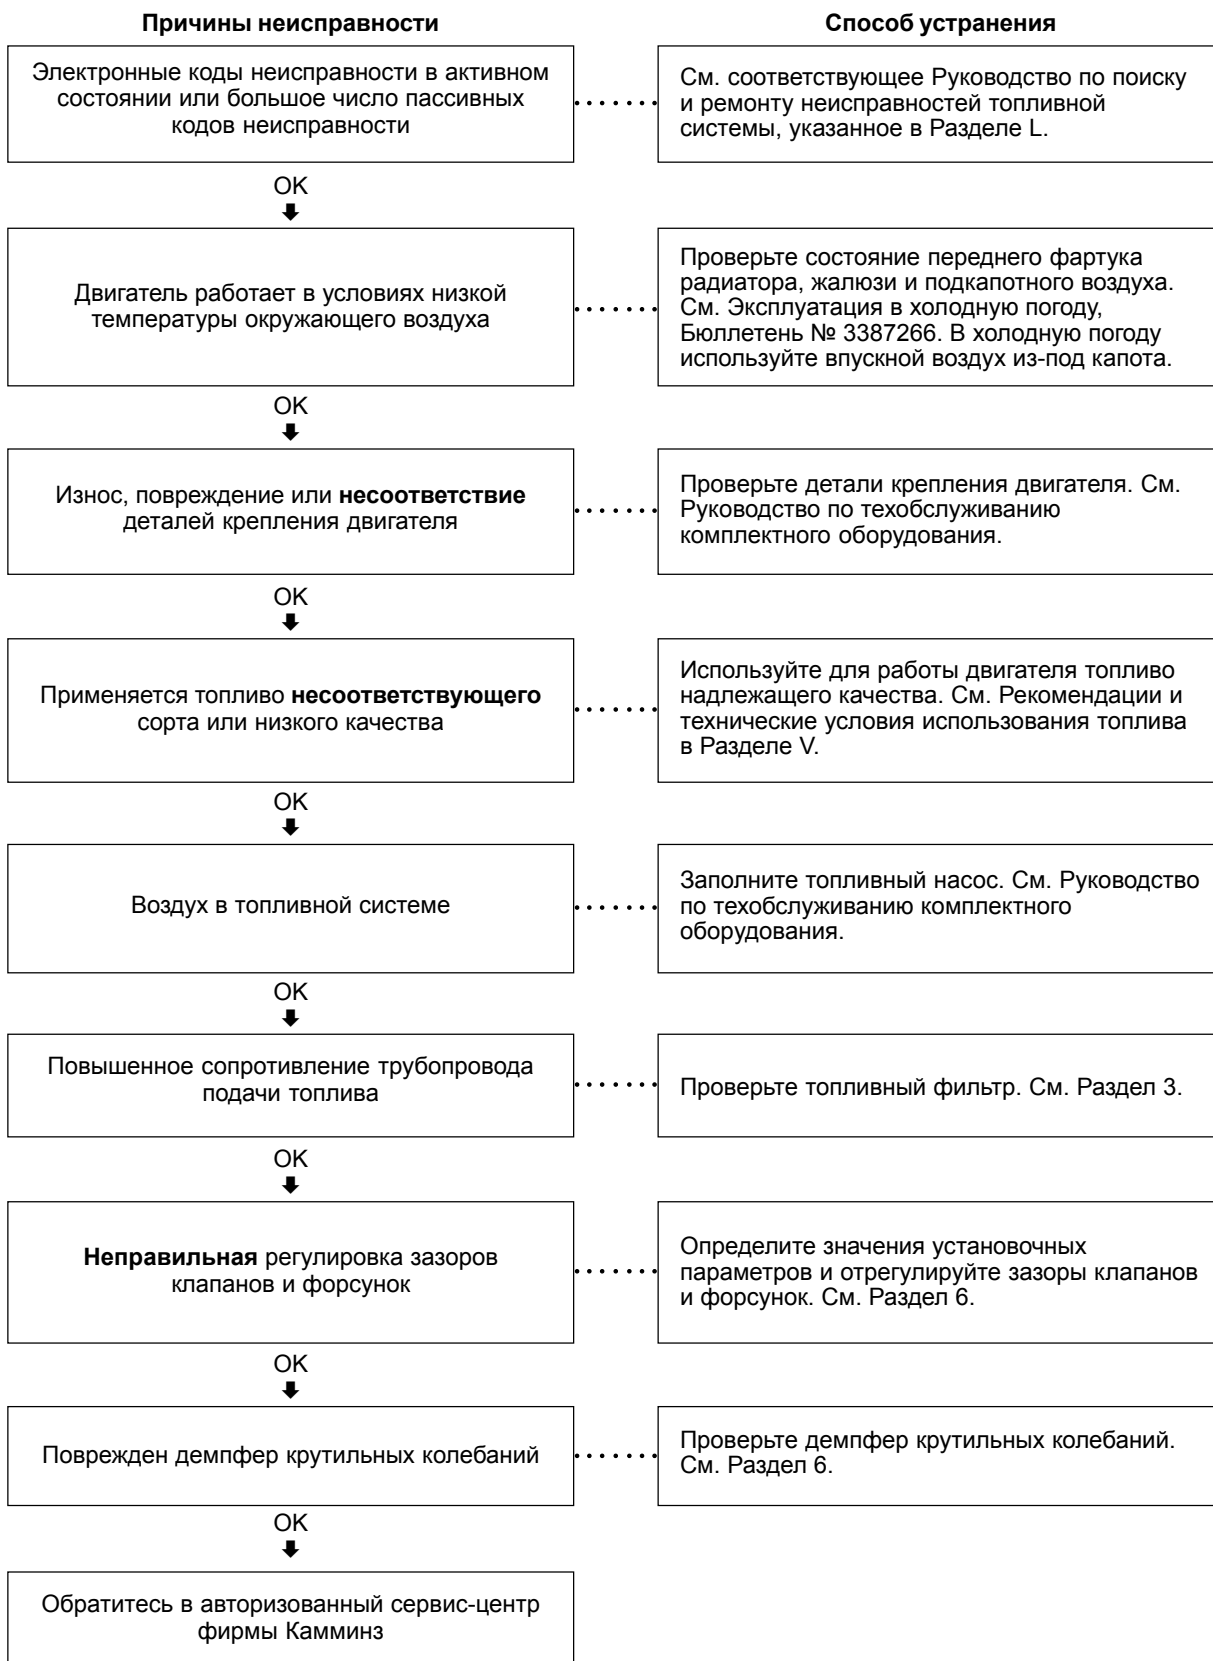 Причины неисправности
Способ устранения
Электронные коды неисправности в активном
состоянии или большое число пассивных
кодов неисправности
См. соответствующее Руководство по поиску
и ремонту неисправностей топливной
системы, указанное в Разделе L.
OK
Двигатель работает в условиях низкой
температуры окружающего воздуха
Проверьте состояние переднего фартука
радиатора, жалюзи и подкапотного воздуха.
См. Эксплуатация в холодную погоду,
Бюллетень № 3387266. В холодную погоду
используйте впускной воздух из-под капота.
OK
Износ, повреждение или несоответствие
деталей крепления двигателя
Проверьте детали крепления двигателя. См.
Руководство по техобслуживанию
комплектного оборудования.
OK
Применяется топливо несоответствующего
сорта или низкого качества
Используйте для работы двигателя топливо
надлежащего качества. См. Рекомендации и
технические условия использования топлива
в Разделе V.
OK
Воздух в топливной системе
Заполните топливный насос. См. Руководство
по техобслуживанию комплектного
оборудования.
OK
Повышенное сопротивление трубопровода
подачи топлива
Проверьте топливный фильтр. См. Раздел 3.
OK
Неправильная регулировка зазоров
клапанов и форсунок
Определите значения установочных
параметров и отрегулируйте зазоры клапанов
и форсунок. См. Раздел 6.
OK
Поврежден демпфер крутильных колебаний
Проверьте демпфер крутильных колебаний.
См. Раздел 6.
OK
Обратитесь в авторизованный сервис-центр
фирмы Камминз